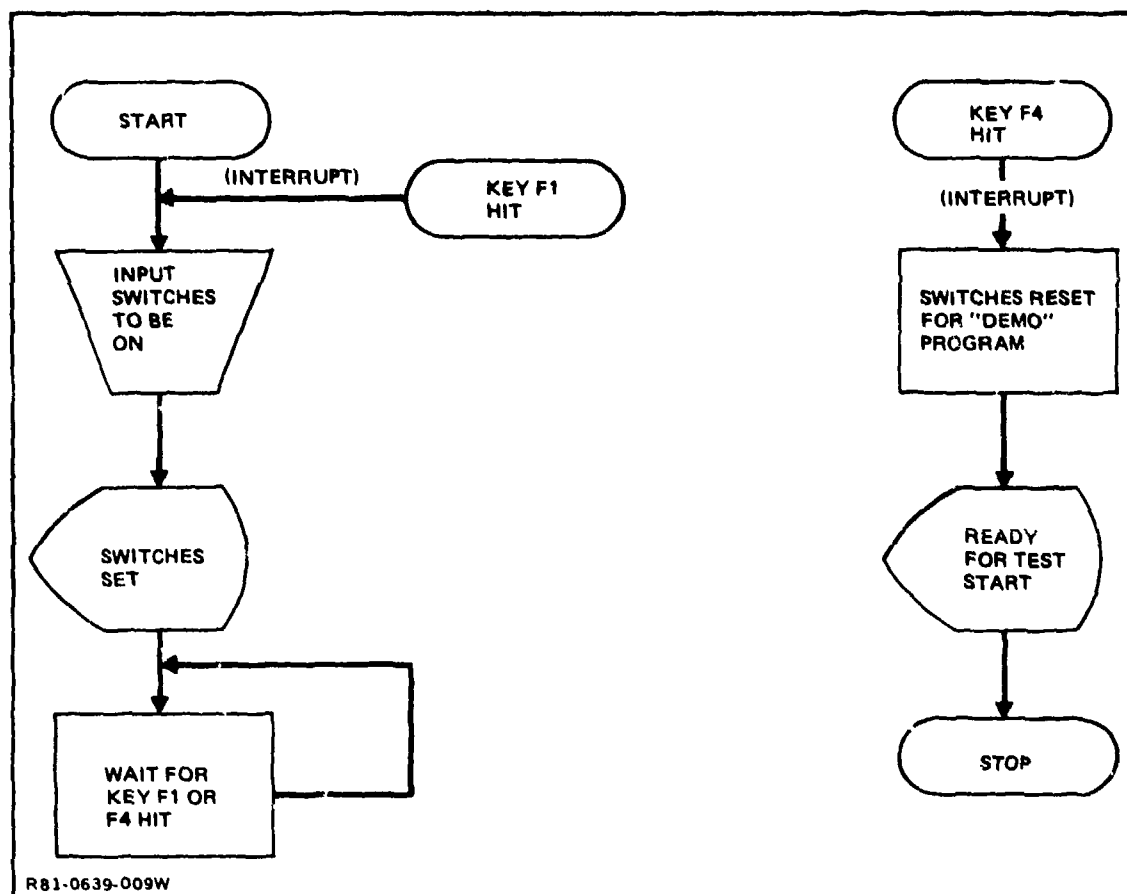 START
(INTERRUPT)
KEY F1
HIT
INPUT
SWITCHES
TO BE
ON
SWITCHES
SET
WAIT FOR
KEY F1 OR
F4 HIT
KEY F4
HIT
(INTERRUPT)
SWITCHES RESET
FOR "DEMO"
PROGRAM
READY
FOR TEST
START
STOP
R81-0639-009W